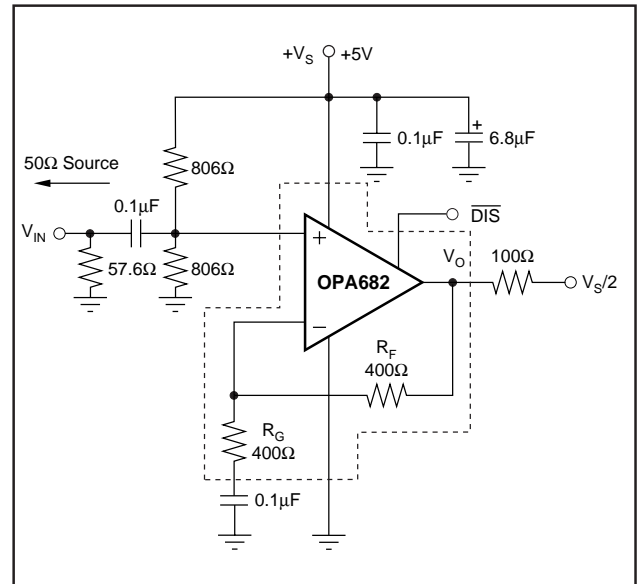 +V_S +5V
0.1µF
6.8µF
+
50Ω Source
806Ω
0.1µF
V_IN
57.6Ω
806Ω
+
−
OPA682
D̅I̅S̅
V_O
100Ω
V_S/2
R_F
400Ω
R_G
400Ω
0.1µF